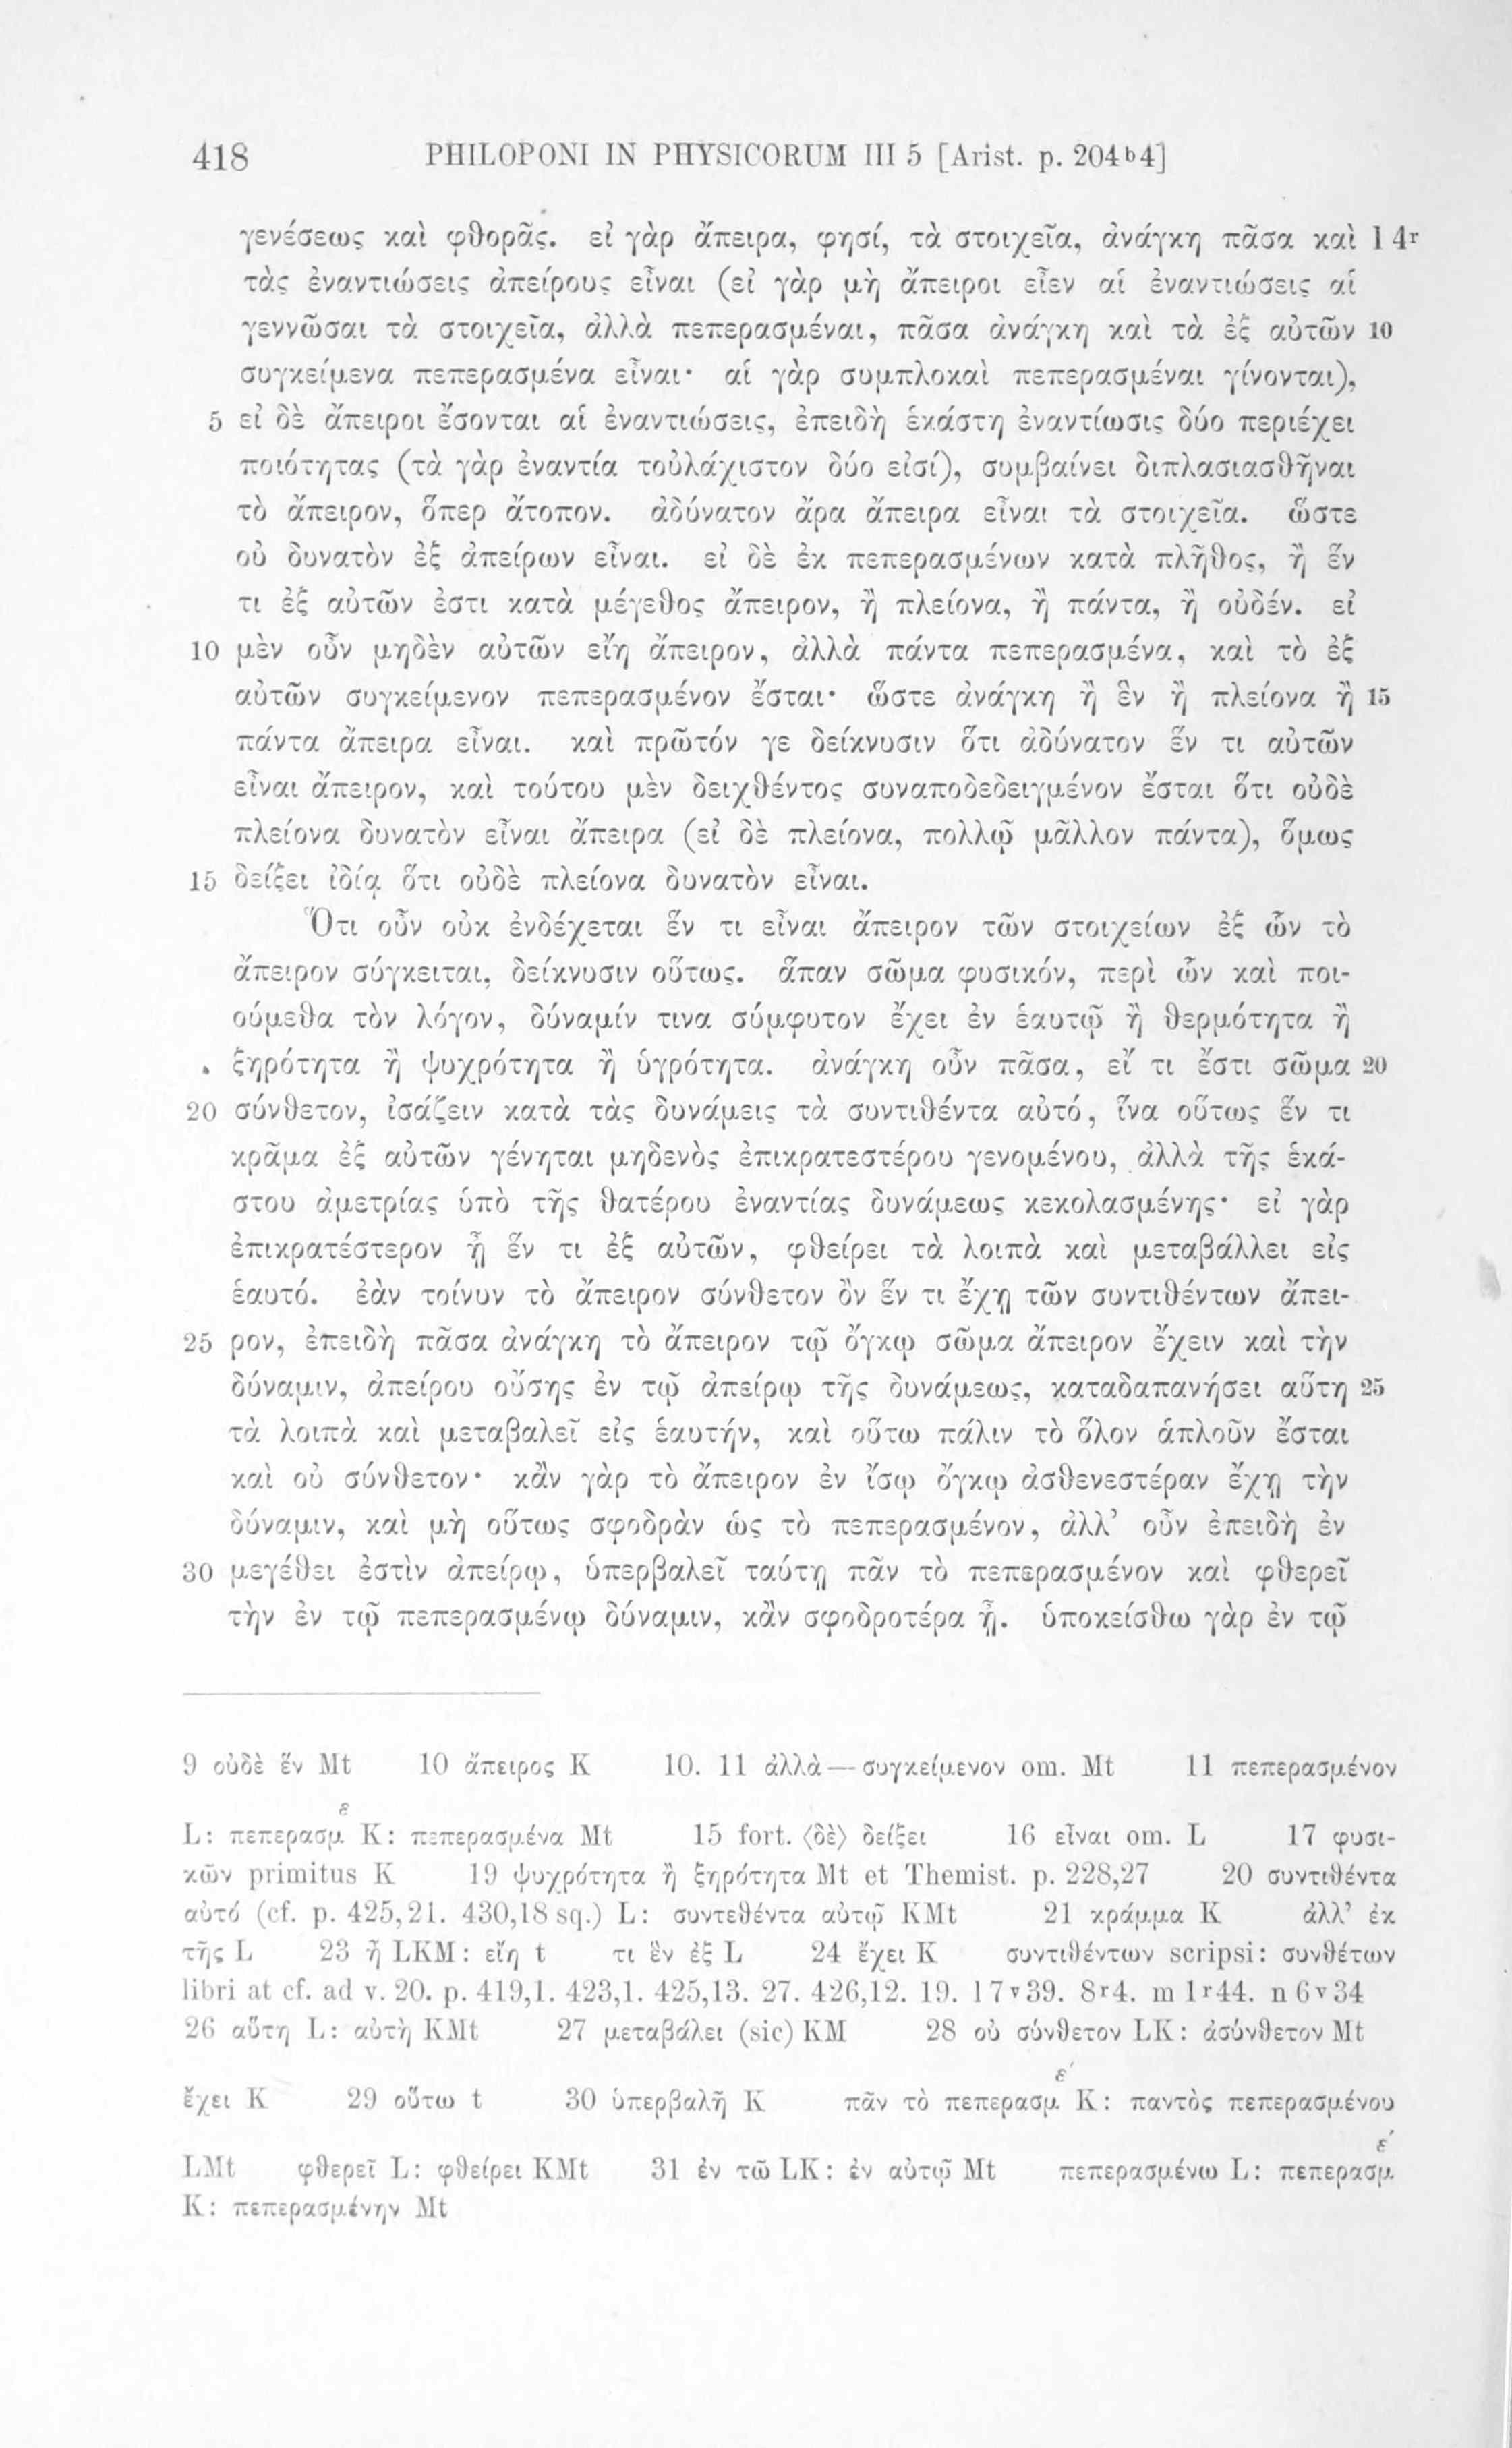 418 PHILOPONI IN PHYSICORUM III 5 [Arist. p. 204ᵇ4]
γενέσεως καὶ φθορᾶς. εἰ γὰρ ἄπειρα, φησί, τὰ στοιχεῖα, ἀνάγκη πᾶσα καὶ l 4ʳ
τὰς ἐναντιώσεις ἀπείρους εἶναι (εἰ γὰρ μὴ ἄπειροι εἶεν αἱ ἐναντιώσεις αἱ
γεννῶσαι τὰ στοιχεῖα, ἀλλὰ πεπερασμέναι, πᾶσα ἀνάγκη καὶ τὰ ἐξ αὐτῶν 10
συγκείμενα πεπερασμένα εἶναι· αἱ γὰρ συμπλοκαὶ πεπερασμέναι γίνονται),
5 εἰ δὲ ἄπειροι ἔσονται αἱ ἐναντιώσεις, ἐπειδὴ ἑκάστη ἐναντίωσις δύο περιέχει
ποιότητας (τὰ γὰρ ἐναντία τοὐλάχιστον δύο εἰσί), συμβαίνει διπλασιασθῆναι
τὸ ἄπειρον, ὅπερ ἄτοπον. ἀδύνατον ἄρα ἄπειρα εἶναι τὰ στοιχεῖα. ὥστε
οὐ δυνατὸν ἐξ ἀπείρων εἶναι. εἰ δὲ ἐκ πεπερασμένων κατὰ πλῆθος, ἢ ἕν
τι ἐξ αὐτῶν ἐστι κατὰ μέγεθος ἄπειρον, ἢ πλείονα, ἢ πάντα, ἢ οὐδέν. εἰ
10 μὲν οὖν μηδὲν αὐτῶν εἴη ἄπειρον, ἀλλὰ πάντα πεπερασμένα, καὶ τὸ ἐξ
αὐτῶν συγκείμενον πεπερασμένον ἔσται· ὥστε ἀνάγκη ἢ ἓν ἢ πλείονα ἢ 15
πάντα ἄπειρα εἶναι. καὶ πρῶτόν γε δείκνυσιν ὅτι ἀδύνατον ἕν τι αὐτῶν
εἶναι ἄπειρον, καὶ τούτου μὲν δειχθέντος συναποδεδειγμένον ἔσται ὅτι οὐδὲ
πλείονα δυνατὸν εἶναι ἄπειρα (εἰ δὲ πλείονα, πολλῷ μᾶλλον πάντα), ὅμως
15 δείξει ἰδίᾳ ὅτι οὐδὲ πλείονα δυνατὸν εἶναι.
Ὅτι οὖν οὐκ ἐνδέχεται ἕν τι εἶναι ἄπειρον τῶν στοιχείων ἐξ ὧν τὸ
ἄπειρον σύγκειται, δείκνυσιν οὕτως. ἅπαν σῶμα φυσικόν, περὶ ὧν καὶ ποι-
ούμεθα τὸν λόγον, δύναμίν τινα σύμφυτον ἔχει ἐν ἑαυτῷ ἢ θερμότητα ἢ
ξηρότητα ἢ ψυχρότητα ἢ ὑγρότητα. ἀνάγκη οὖν πᾶσα, εἴ τι ἔστι σῶμα 20
20 σύνθετον, ἰσάζειν κατὰ τὰς δυνάμεις τὰ συντιθέντα αὐτό, ἵνα οὕτως ἕν τι
κρᾶμα ἐξ αὐτῶν γένηται μηδενὸς ἐπικρατεστέρου γενομένου, ἀλλὰ τῆς ἑκά-
στου ἀμετρίας ὑπὸ τῆς θατέρου ἐναντίας δυνάμεως κεκολασμένης· εἰ γὰρ
ἐπικρατέστερον ᾖ ἕν τι ἐξ αὐτῶν, φθείρει τὰ λοιπὰ καὶ μεταβάλλει εἰς
ἑαυτό. ἐὰν τοίνυν τὸ ἄπειρον σύνθετον ὂν ἕν τι ἔχῃ τῶν συντιθέντων ἄπει-
25 ρον, ἐπειδὴ πᾶσα ἀνάγκη τὸ ἄπειρον τῷ ὄγκῳ σῶμα ἄπειρον ἔχειν καὶ τὴν
δύναμιν, ἀπείρου οὔσης ἐν τῷ ἀπείρῳ τῆς δυνάμεως, καταδαπανήσει αὕτη 25
τὰ λοιπὰ καὶ μεταβαλεῖ εἰς ἑαυτήν, καὶ οὕτω πάλιν τὸ ὅλον ἁπλοῦν ἔσται
καὶ οὐ σύνθετον· κἂν γὰρ τὸ ἄπειρον ἐν ἴσῳ ὄγκῳ ἀσθενεστέραν ἔχῃ τὴν
δύναμιν, καὶ μὴ οὕτως σφοδρὰν ὡς τὸ πεπερασμένον, ἀλλ’ οὖν ἐπειδὴ ἐν
30 μεγέθει ἐστὶν ἀπείρῳ, ὑπερβαλεῖ ταύτῃ πᾶν τὸ πεπερασμένον καὶ φθερεῖ
τὴν ἐν τῷ πεπερασμένῳ δύναμιν, κἂν σφοδροτέρα ᾖ. ὑποκείσθω γὰρ ἐν τῷ
9 οὐδὲ ἕν Mt 10 ἄπειρος K 10. 11 ἀλλὰ — συγκείμενον om. Mt 11 πεπερασμένον
L: πεπερασμ̊ε K: πεπερασμένα Mt 15 fort. ⟨δὲ⟩ δείξει 16 εἶναι om. L 17 φυσι-
κῶν primitus K 19 ψυχρότητα ἢ ξηρότητα Mt et Themist. p. 228,27 20 συντιθέντα
αὐτό (cf. p. 425,21. 430,18 sq.) L: συντεθέντα αὐτῷ KMt 21 κράμμα K ἀλλ’ ἐκ
τῆς L 23 ᾖ LKM: εἴη t τι ἓν ἐξ L 24 ἔχει K συντιθέντων scripsi: συνθέτων
libri at cf. ad v. 20. p. 419,1. 423,1. 425,13. 27. 426,12. 19. l 7ᵛ39. 8ʳ4. m 1ʳ44. n 6ᵛ34
26 αὕτη L: αὐτὴ KMt 27 μεταβάλει (sic) KM 28 οὐ σύνθετον LK: ἀσύνθετον Mt
ἔχει K 29 οὕτω t 30 ὑπερβαλῆ K πᾶν τὸ πεπερασμέ K: παντὸς πεπερασμένου
LMt φθερεῖ L: φθείρει KMt 31 ἐν τῶ LK: ἐν αὐτῷ Mt πεπερασμένω L: πεπερασμέ
K: πεπερασμένην Mt